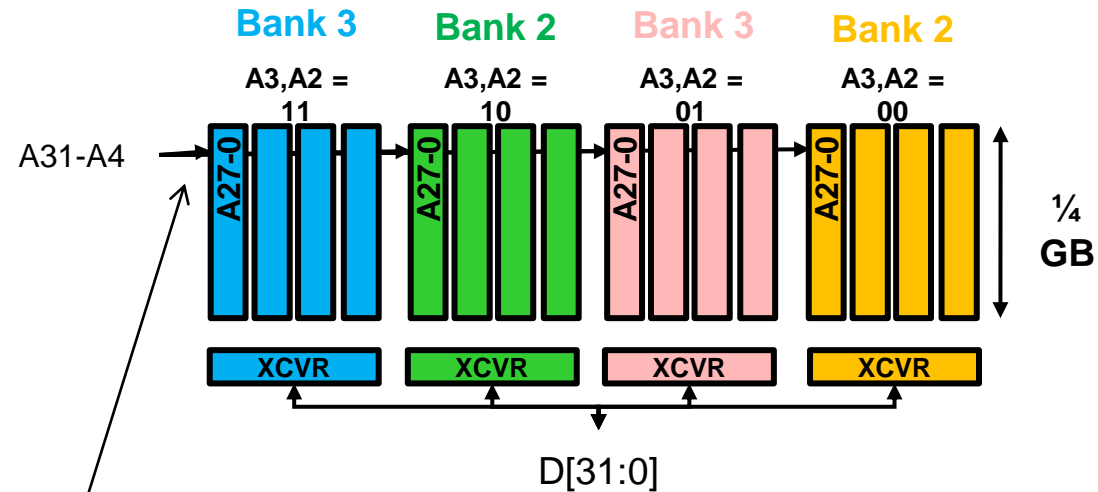 Bank 3 Bank 2 Bank 3 Bank 2
A3,A2 = A3,A2 = A3,A2 = A3,A2 =
11 10 01 00
A31-A4
A27-0 A27-0 A27-0 A27-0
¼
GB
XCVR XCVR XCVR XCVR
D[31:0]